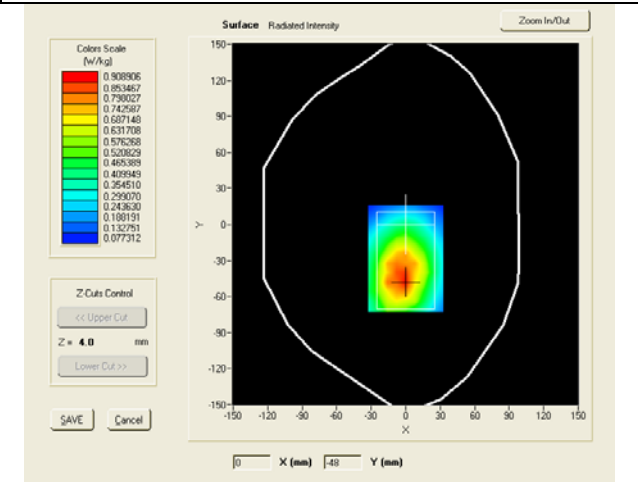 Surface Radiated Intensity
Zoom In/Out
Colors Scale
(W/kg)
0.908906
0.853467
0.798027
0.742587
0.687148
0.631708
0.576268
0.520829
0.465389
0.409949
0.354510
0.299070
0.243630
0.188191
0.132751
0.077312
Z-Cuts Control
<< Upper Cut
Z = 4.0 mm
Lower Cut >>
SAVE Cancel
Y
150-
120-
90-
60-
30-
0-
-30-
-60-
-90-
-120-
-150-
-150 -120 -90 -60 -30 0 30 60 90 120 150
X
0 X (mm) -48 Y (mm)